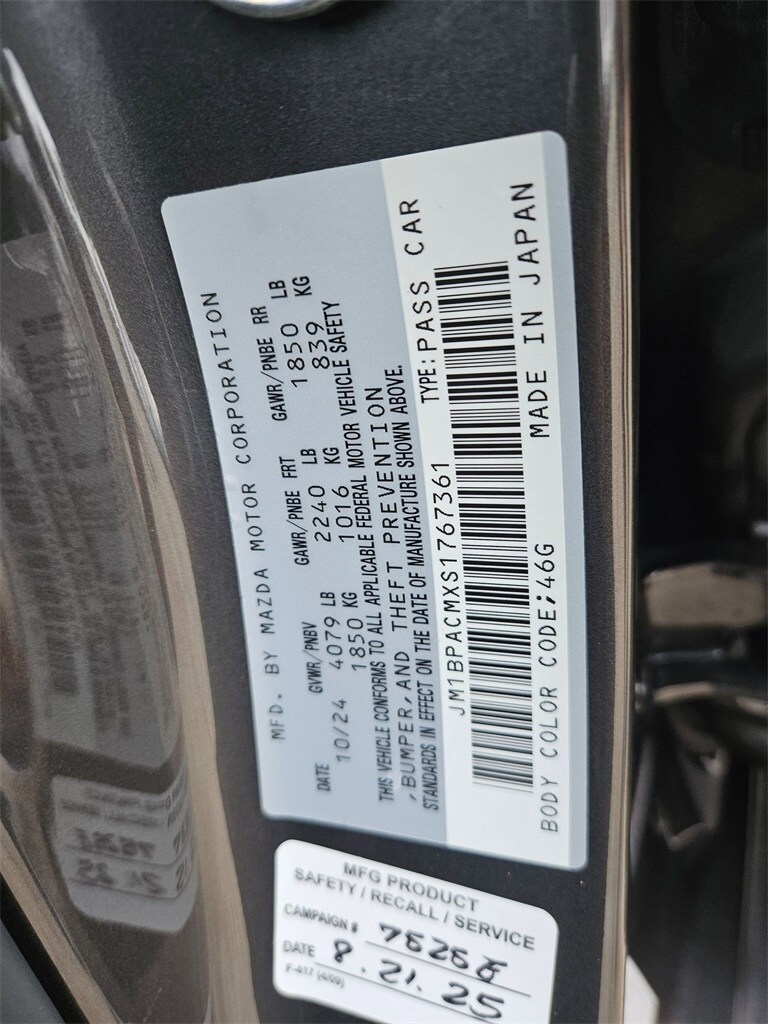 MFD. BY MAZDA MOTOR CORPORATION
DATE GVWR/PNBV GAWR/PNBE FRT GAWR/PNBE RR
10/24 4079 LB 2240 LB 1850 LB
1850 KG 1016 KG 839 KG
THIS VEHICLE CONFORMS TO ALL APPLICABLE FEDERAL MOTOR VEHICLE SAFETY
,BUMPER,AND THEFT PREVENTION
STANDARDS IN EFFECT ON THE DATE OF MANUFACTURE SHOWN ABOVE.
JM1BPACMXS1767361 TYPE:PASS CAR
BODY COLOR CODE;46G MADE IN JAPAN
MFG PRODUCT
SAFETY / RECALL / SERVICE
CAMPAIGN #
DATE 8.21.25
F-417 (4/09)